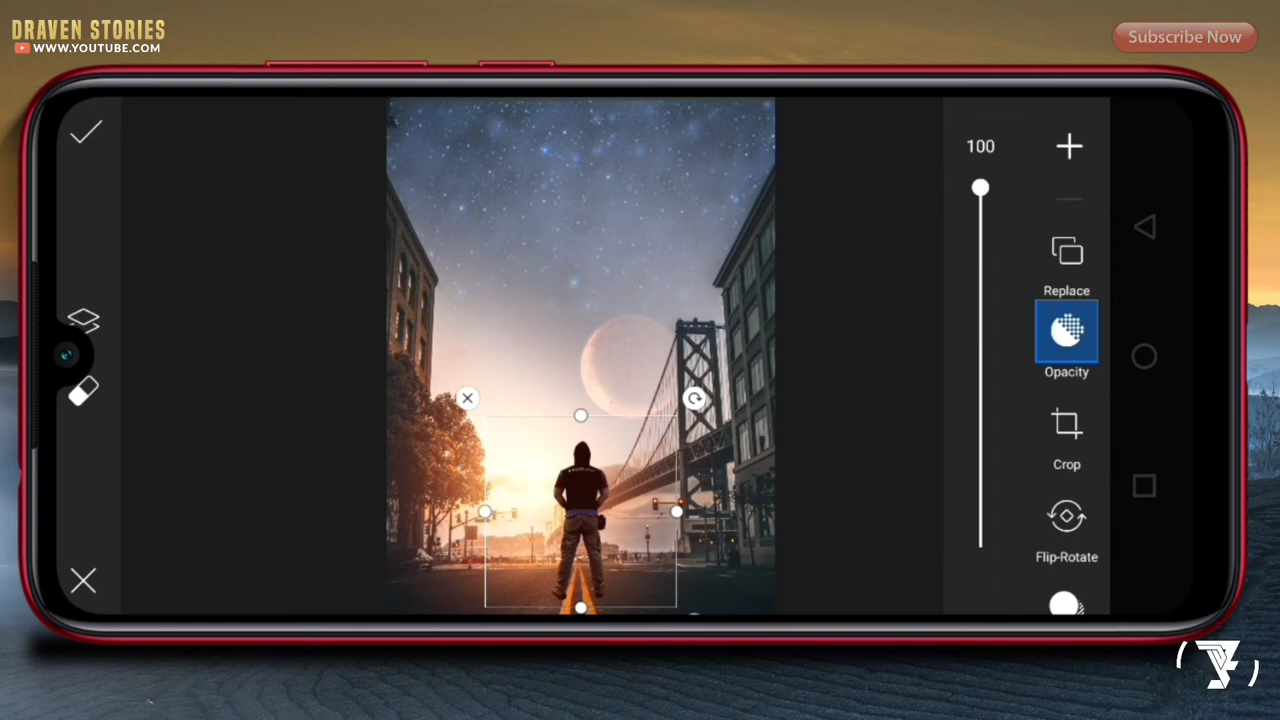 DRAVEN STORIES
WWW.YOUTUBE.COM
Subscribe Now
100
Replace
Opacity
Crop
Flip-Rotate